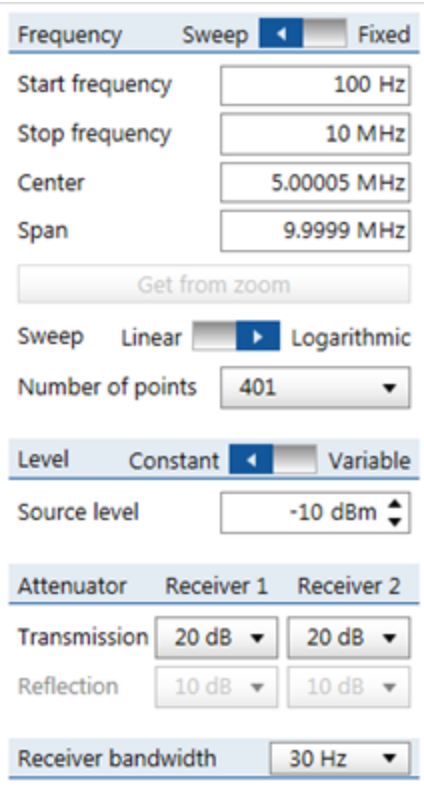 Frequency Sweep Fixed
Start frequency 100 Hz
Stop frequency 10 MHz
Center 5.00005 MHz
Span 9.9999 MHz
Get from zoom
Sweep Linear Logarithmic
Number of points 401
Level Constant Variable
Source level -10 dBm
Attenuator Receiver 1 Receiver 2
Transmission 20 dB 20 dB
Reflection 10 dB 10 dB
Receiver bandwidth 30 Hz